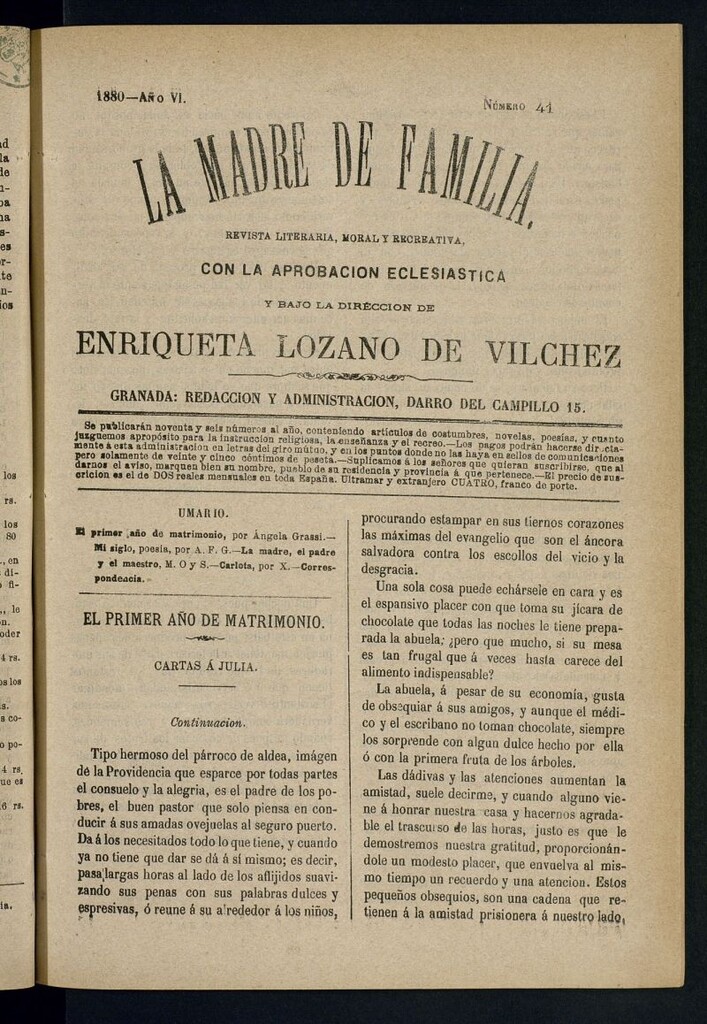 1880—Año VI.
Número 41
LA MADRE DE FAMILIA.
REVISTA LITERARIA, MORAL Y RECREATIVA,
CON LA APROBACION ECLESIASTICA
Y BAJO LA DIRECCION DE
ENRIQUETA LOZANO DE VILCHEZ
GRANADA: REDACCION Y ADMINISTRACION, DARRO DEL CAMPILLO 15.
Se publicarán noventa y seis números al año, conteniendo artículos de costumbres, novelas, poesías, y cuanto
juzguemos apropósito para la instruccion religiosa, la enseñanza y el recreo.—Los pagos podrán hacerse directa-
mente á esta administracion en letras del giro mútuo, y en los puntos donde no las haya en sellos de comunicaciones
pero solamente de veinte y cinco céntimos de peseta.—Suplicamos á los señores que quieran suscribirse, que al
darnos el aviso, marquen bien su nombre, pueblo de su residencia y provincia á que pertenece.—El precio de sus-
cricion es el de DOS reales mensuales en toda España. Ultramar y extranjero CUATRO, franco de porte.
UMARIO.
El primer año de matrimonio, por Ángela Grassi.—
Mi siglo, poesia, por A. F. G.—La madre, el padre
y el maestro, M. O y S.—Carlota, por X.—Corres-
pondencia.
EL PRIMER AÑO DE MATRIMONIO.
CARTAS Á JULIA.
Continuacion.
Tipo hermoso del párroco de aldea, imágen
de la Providencia que esparce por todas partes
el consuelo y la alegria, es el padre de los po-
bres, el buen pastor que solo piensa en con-
ducir á sus amadas ovejuelas al seguro puerto.
Da á los necesitados todo lo que tiene, y cuando
ya no tiene que dar se dá á sí mismo; es decir,
pasa largas horas al lado de los aflijidos suavi-
zando sus penas con sus palabras dulces y
espresivas, ó reune á su alrededor á los niños,
procurando estampar en sus tiernos corazones
las máximas del evangelio que son el áncora
salvadora contra los escollos del vicio y la
desgracia.
Una sola cosa puede echársele en cara y es
el espansivo placer con que toma su jícara de
chocolate que todas las noches le tiene prepa-
rada la abuela; ¿pero que mucho, si su mesa
es tan frugal que á veces hasta carece del
alimento indispensable?
La abuela, á pesar de su economía, gusta
de obsequiar á sus amigos, y aunque el médi-
co y el escribano no toman chocolate, siempre
los sorprende con algun dulce hecho por ella
ó con la primera fruta de los árboles.
Las dádivas y las atenciones aumentan la
amistad, suele decirme, y cuando alguno vie-
ne á honrar nuestra casa y hacernos agrada-
ble el trascurso de las horas, justo es que le
demostremos nuestra gratitud, proporcionán-
dole un modesto placer, que envuelva al mis-
mo tiempo un recuerdo y una atencion. Estos
pequeños obsequios, son una cadena que re-
tienen á la amistad prisionera á nuestro lado,